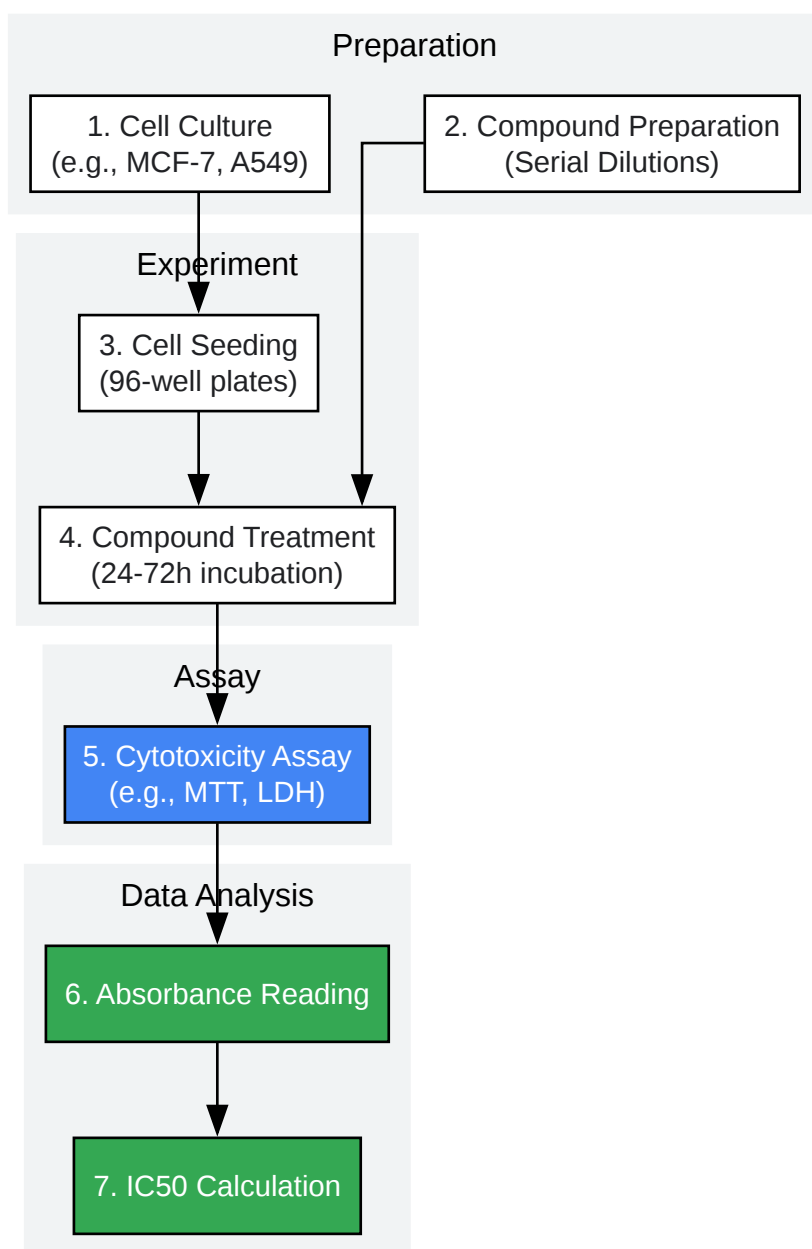 Preparation
1. Cell Culture
(e.g., MCF-7, A549)
2. Compound Preparation
(Serial Dilutions)
Experiment
3. Cell Seeding
(96-well plates)
4. Compound Treatment
(24-72h incubation)
Assay
5. Cytotoxicity Assay
(e.g., MTT, LDH)
Data Analysis
6. Absorbance Reading
7. IC50 Calculation